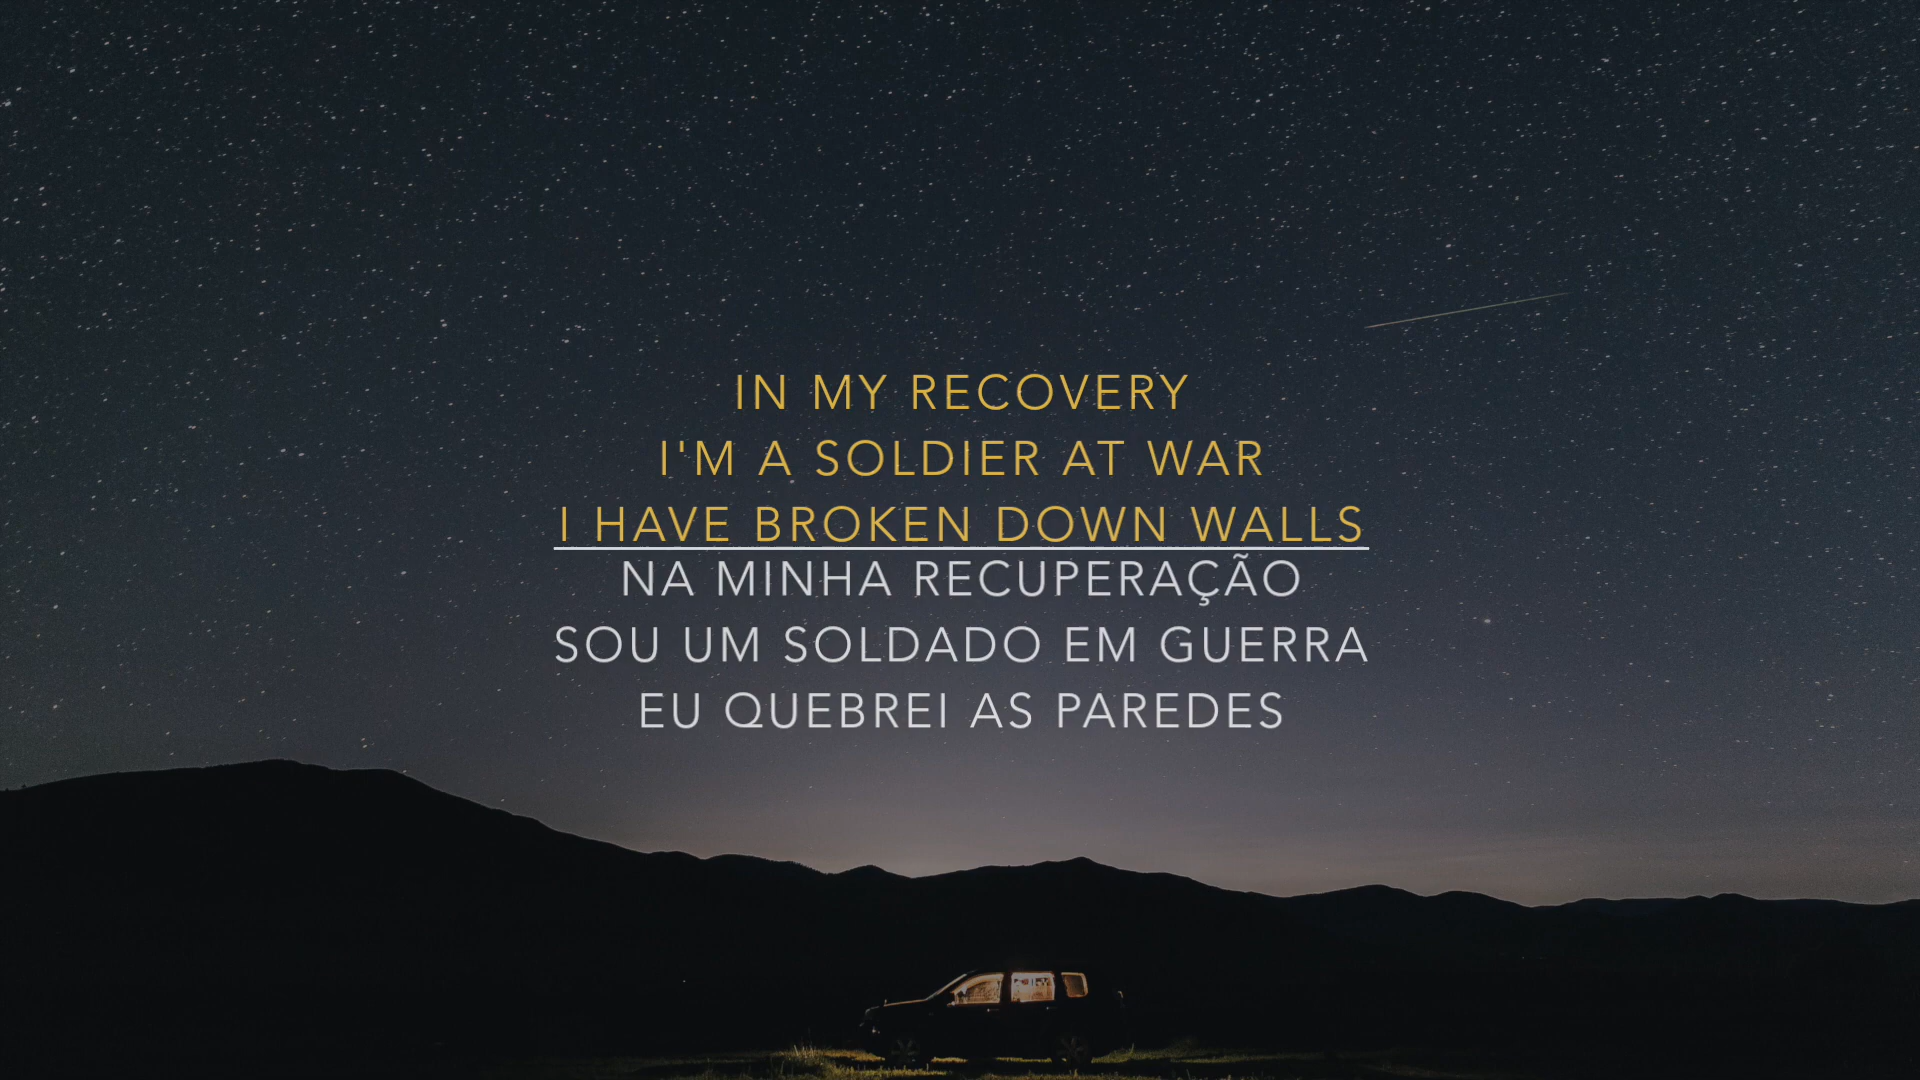 IN MY RECOVERY
I'M A SOLDIER AT WAR
I HAVE BROKEN DOWN WALLS
NA MINHA RECUPERAÇÃO
SOU UM SOLDADO EM GUERRA
EU QUEBREI AS PAREDES